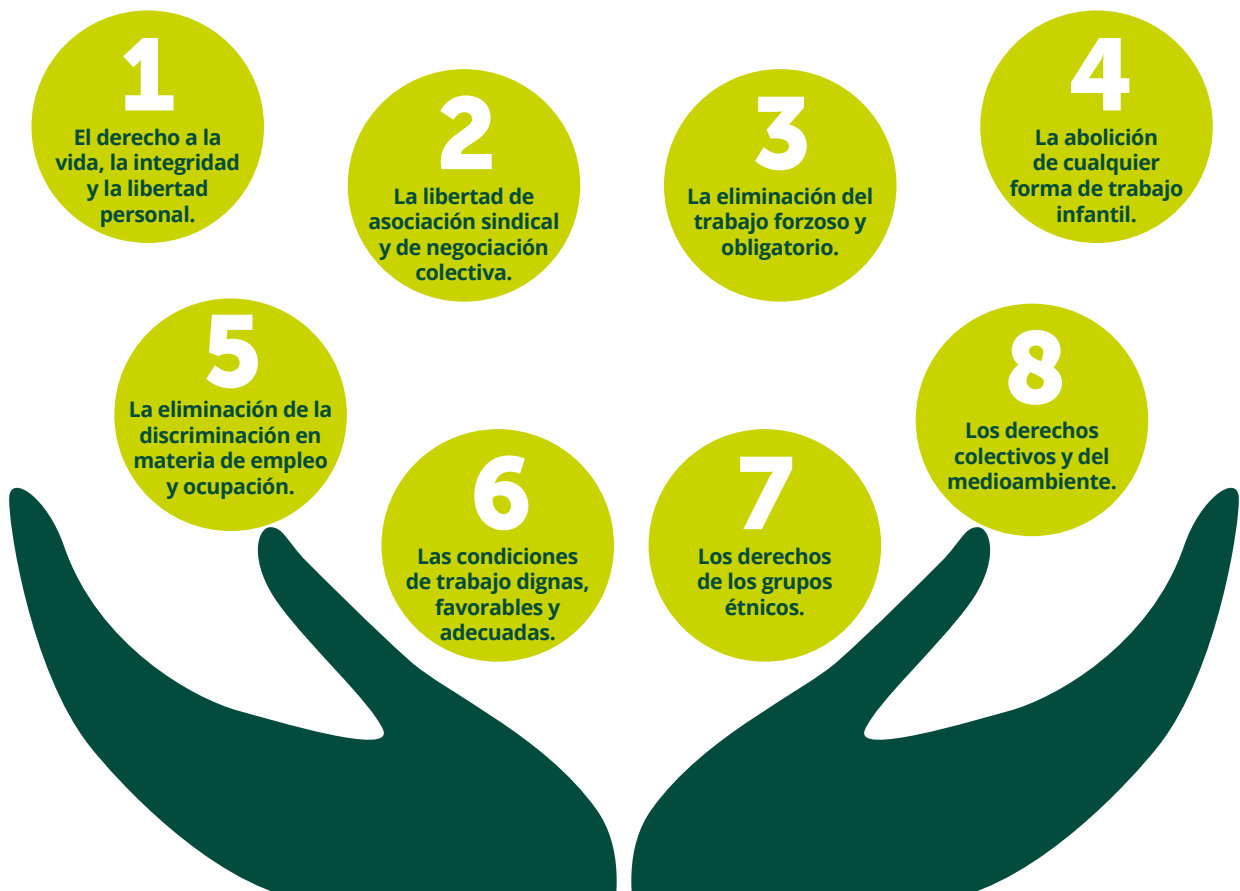 1
El derecho a la
vida, la integridad
y la libertad
personal.
2
La libertad de
asociación sindical
y de negociación
colectiva.
3
La eliminación del
trabajo forzoso y
obligatorio.
4
La abolición
de cualquier
forma de trabajo
infantil.
5
La eliminación de la
discriminación en
materia de empleo
y ocupación.
6
Las condiciones
de trabajo dignas,
favorables y
adecuadas.
7
Los derechos
de los grupos
étnicos.
8
Los derechos
colectivos y del
medioambiente.